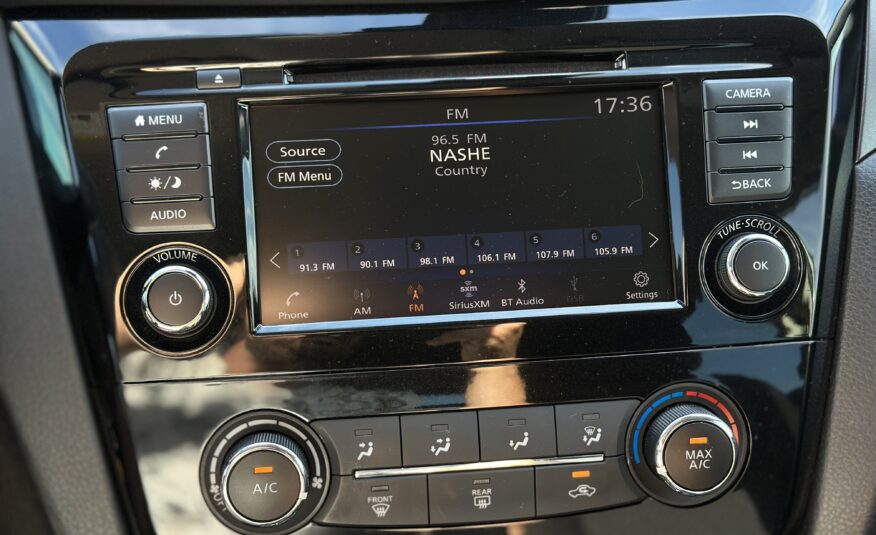 FM
17:36
96.5 FM
NASHE
Country
Source
FM Menu
1
91.3 FM
2
90.1 FM
3
98.1 FM
4
106.1 FM
5
107.9 FM
6
105.9 FM
Phone
AM
FM
sxm
SiriusXM
BT Audio
USB
Settings
MENU
AUDIO
VOLUME
CAMERA
BACK
TUNE·SCROLL
OK
A/C
FRONT
REAR
MAX
A/C